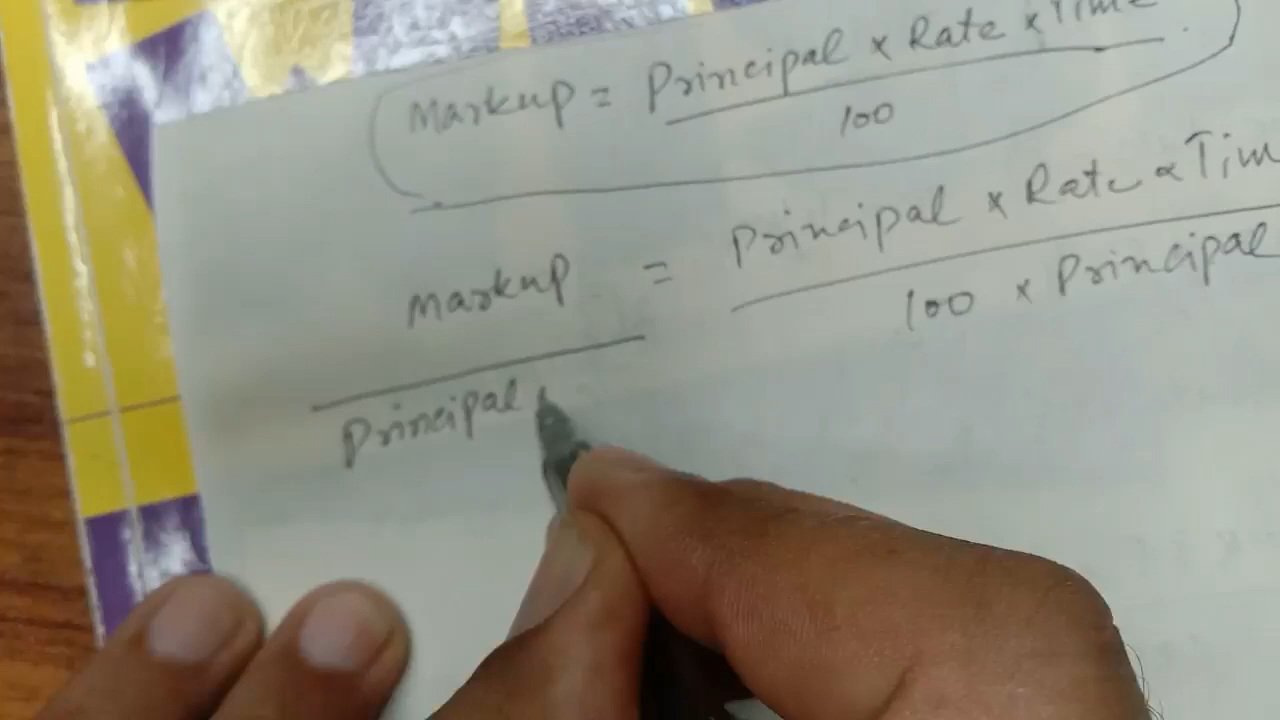 Markup = Principal x Rate x Time
100
Markup = Principal x Rate x Tim
100 x Principal
Principal